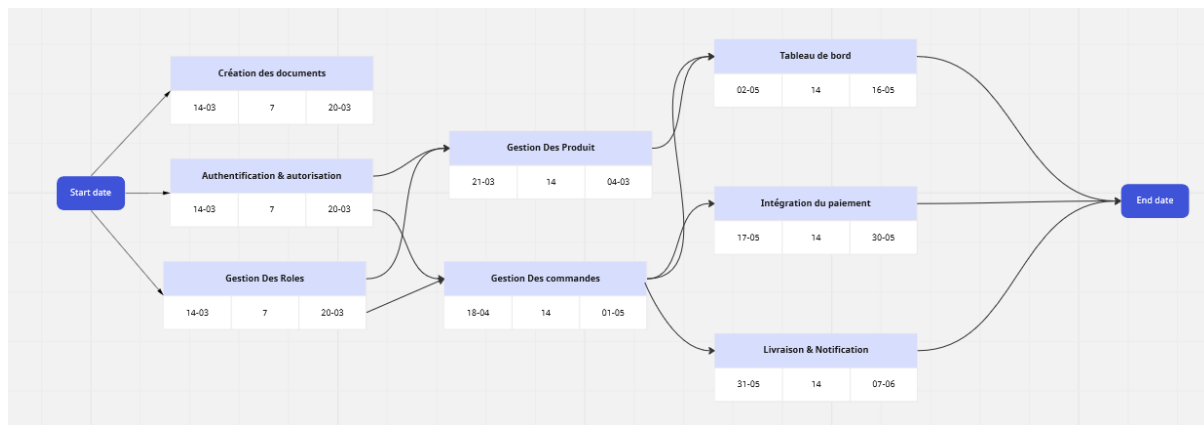 Start date
Création des documents
14-03 7 20-03
Authentification & autorisation
14-03 7 20-03
Gestion Des Roles
14-03 7 20-03
Gestion Des Produit
21-03 14 04-03
Gestion Des commandes
18-04 14 01-05
Tableau de bord
02-05 14 16-05
Intégration du paiement
17-05 14 30-05
Livraison & Notification
31-05 14 07-06
End date